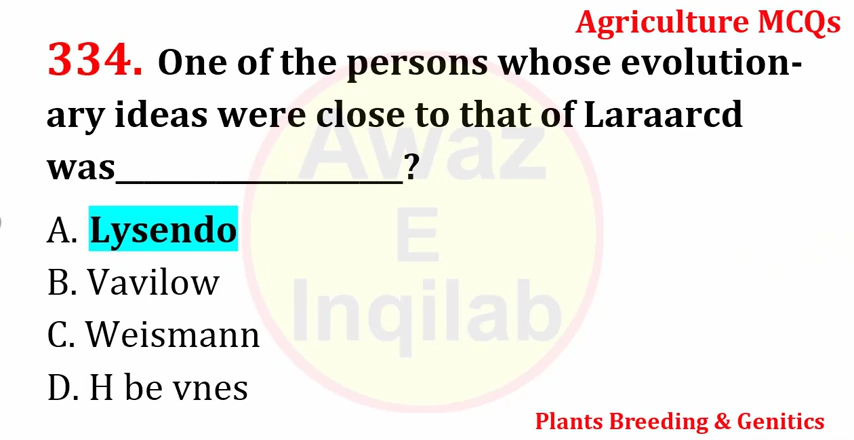 Agriculture MCQs
334. One of the persons whose evolution-
ary ideas were close to that of Laraarcd
was____________________?
A. Lysendo
B. Vavilow
C. Weismann
D. H be vnes
Awaz
E
Inqilab
Plants Breeding & Genitics